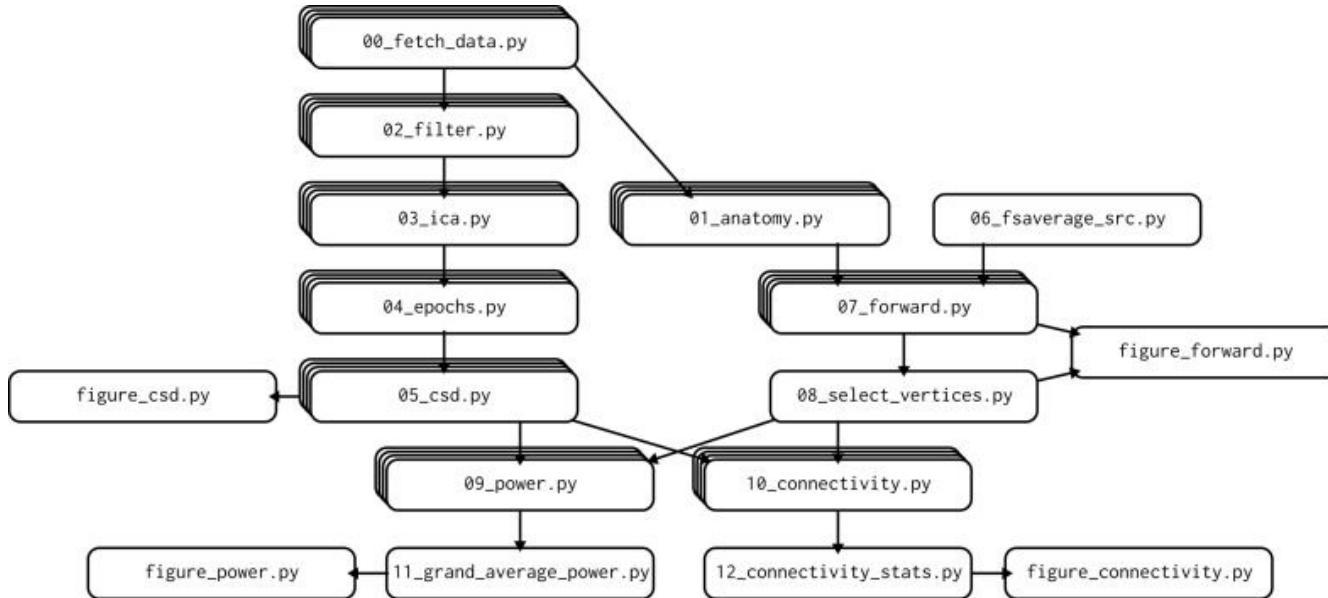 00_fetch_data.py
02_filter.py
03_ica.py
01_anatomy.py
06_fsaverage_src.py
04_epochs.py
07_forward.py
figure_forward.py
figure_csd.py
05_csd.py
08_select_vertices.py
09_power.py
10_connectivity.py
figure_power.py
11_grand_average_power.py
12_connectivity_stats.py
figure_connectivity.py